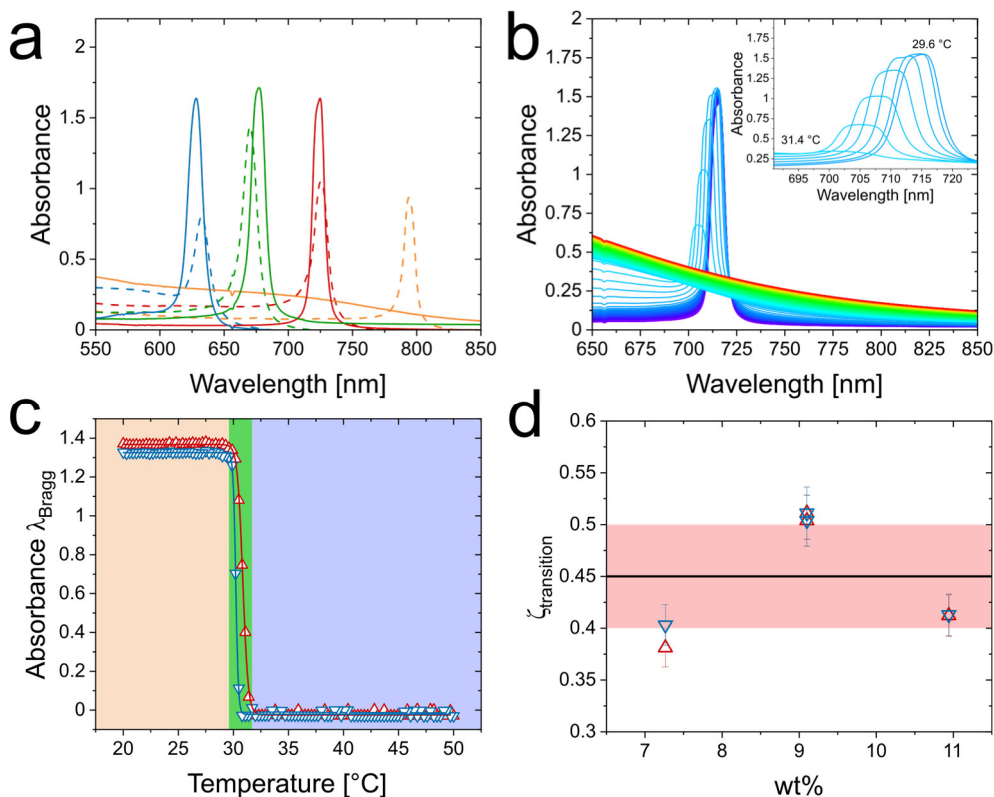 a
2
1.5
1
0.5
0
Absorbance
550 600 650 700 750 800 850
Wavelength [nm]
b
2
1.75
1.5
1.25
1
0.75
0.5
0.25
0
Absorbance
650 675 700 725 750 775 800 825 850
Wavelength [nm]
1.75
1.5
1.25
1
0.75
0.5
0.25
Absorbance
29.6 °C
31.4 °C
695 700 705 710 715 720
Wavelength [nm]
c
1.4
1.2
1.0
0.8
0.6
0.4
0.2
0
Absorbance λBragg
20 25 30 35 40 45 50
Temperature [°C]
d
0.6
0.55
0.5
0.45
0.4
0.35
0.3
ζtransition
7 8 9 10 11
wt%